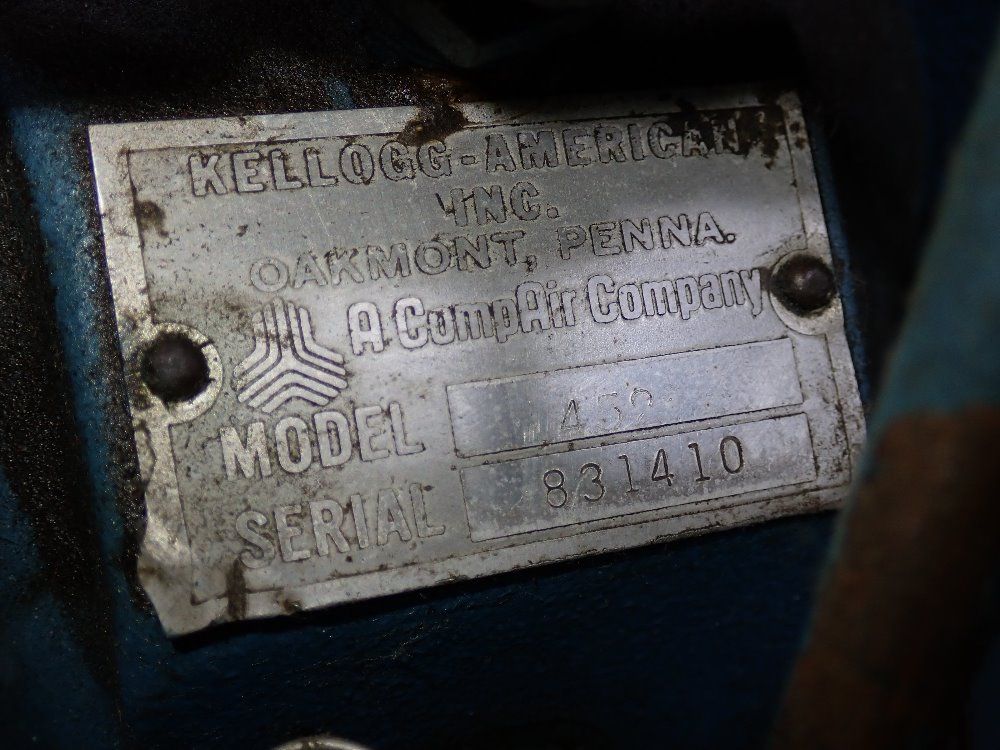 KELLOGG-AMERICAN
INC.
OAKMONT, PENNA.
A CompAir Company
MODEL 452
SERIAL 831410